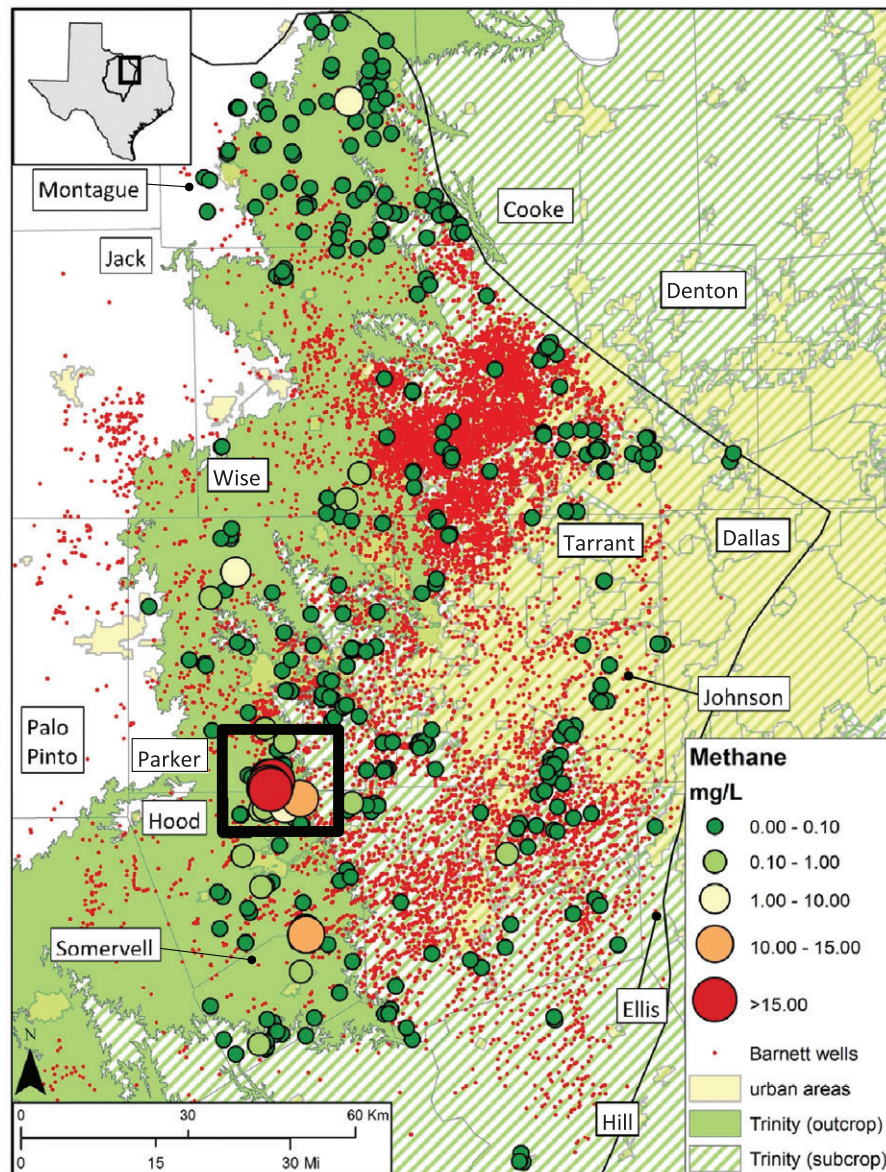 Montague
Cooke
Jack
Denton
Wise
Tarrant
Dallas
Johnson
Palo
Pinto
Parker
Hood
Somervell
Ellis
Hill
Methane
mg/L
0.00 - 0.10
0.10 - 1.00
1.00 - 10.00
10.00 - 15.00
>15.00
Barnett wells
urban areas
Trinity (outcrop)
Trinity (subcrop)
N
0 30 60 Km
0 15 30 Mi